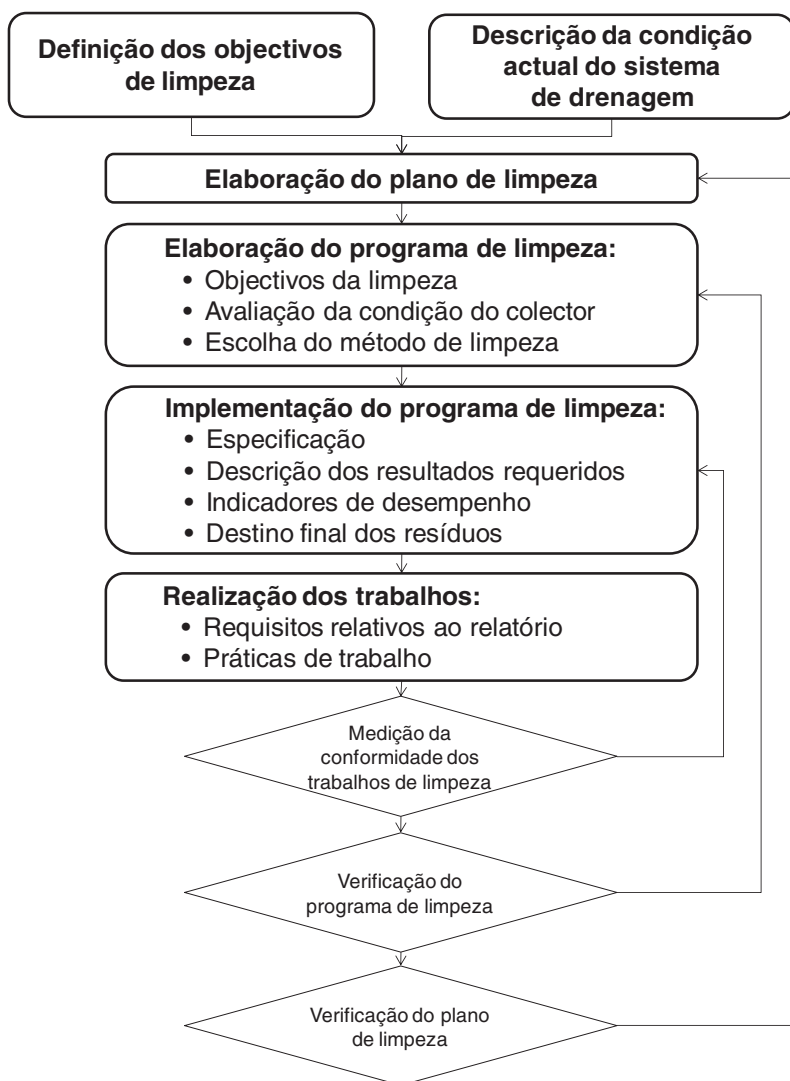 Definição dos objectivos
de limpeza
Descrição da condição
actual do sistema
de drenagem
Elaboração do plano de limpeza
Elaboração do programa de limpeza:
• Objectivos da limpeza
• Avaliação da condição do colector
• Escolha do método de limpeza
Implementação do programa de limpeza:
• Especificação
• Descrição dos resultados requeridos
• Indicadores de desempenho
• Destino final dos resíduos
Realização dos trabalhos:
• Requisitos relativos ao relatório
• Práticas de trabalho
Medição da
conformidade dos
trabalhos de limpeza
Verificação do
programa de limpeza
Verificação do plano
de limpeza